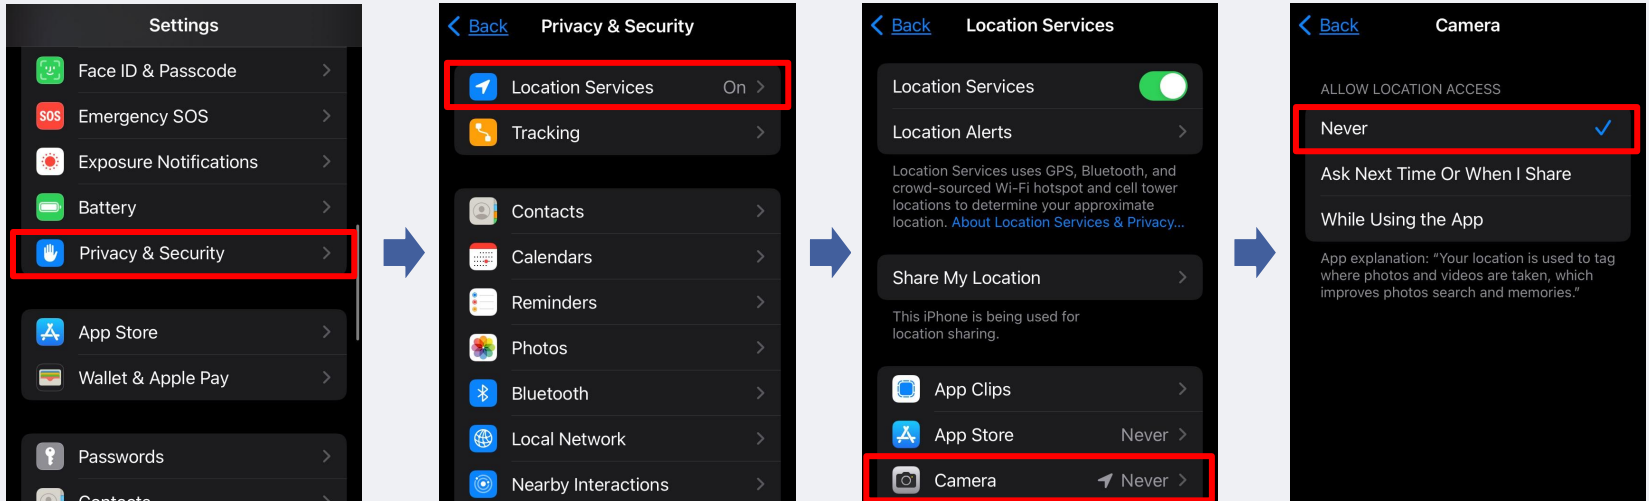 Settings
Face ID & Passcode
SOS
Emergency SOS
Exposure Notifications
Battery
Privacy & Security
App Store
Wallet & Apple Pay
Passwords
Back
Privacy & Security
Location Services On
Tracking
Contacts
Calendars
Reminders
Photos
Bluetooth
Local Network
Nearby Interactions
Back
Location Services
Location Services
Location Alerts
Location Services uses GPS, Bluetooth, and
crowd-sourced Wi-Fi hotspot and cell tower
locations to determine your approximate
location. About Location Services & Privacy...
Share My Location
This iPhone is being used for
location sharing.
App Clips
App Store Never
Camera Never
Back
Camera
ALLOW LOCATION ACCESS
Never
Ask Next Time Or When I Share
While Using the App
App explanation: “Your location is used to tag
where photos and videos are taken, which
improves photos search and memories.”